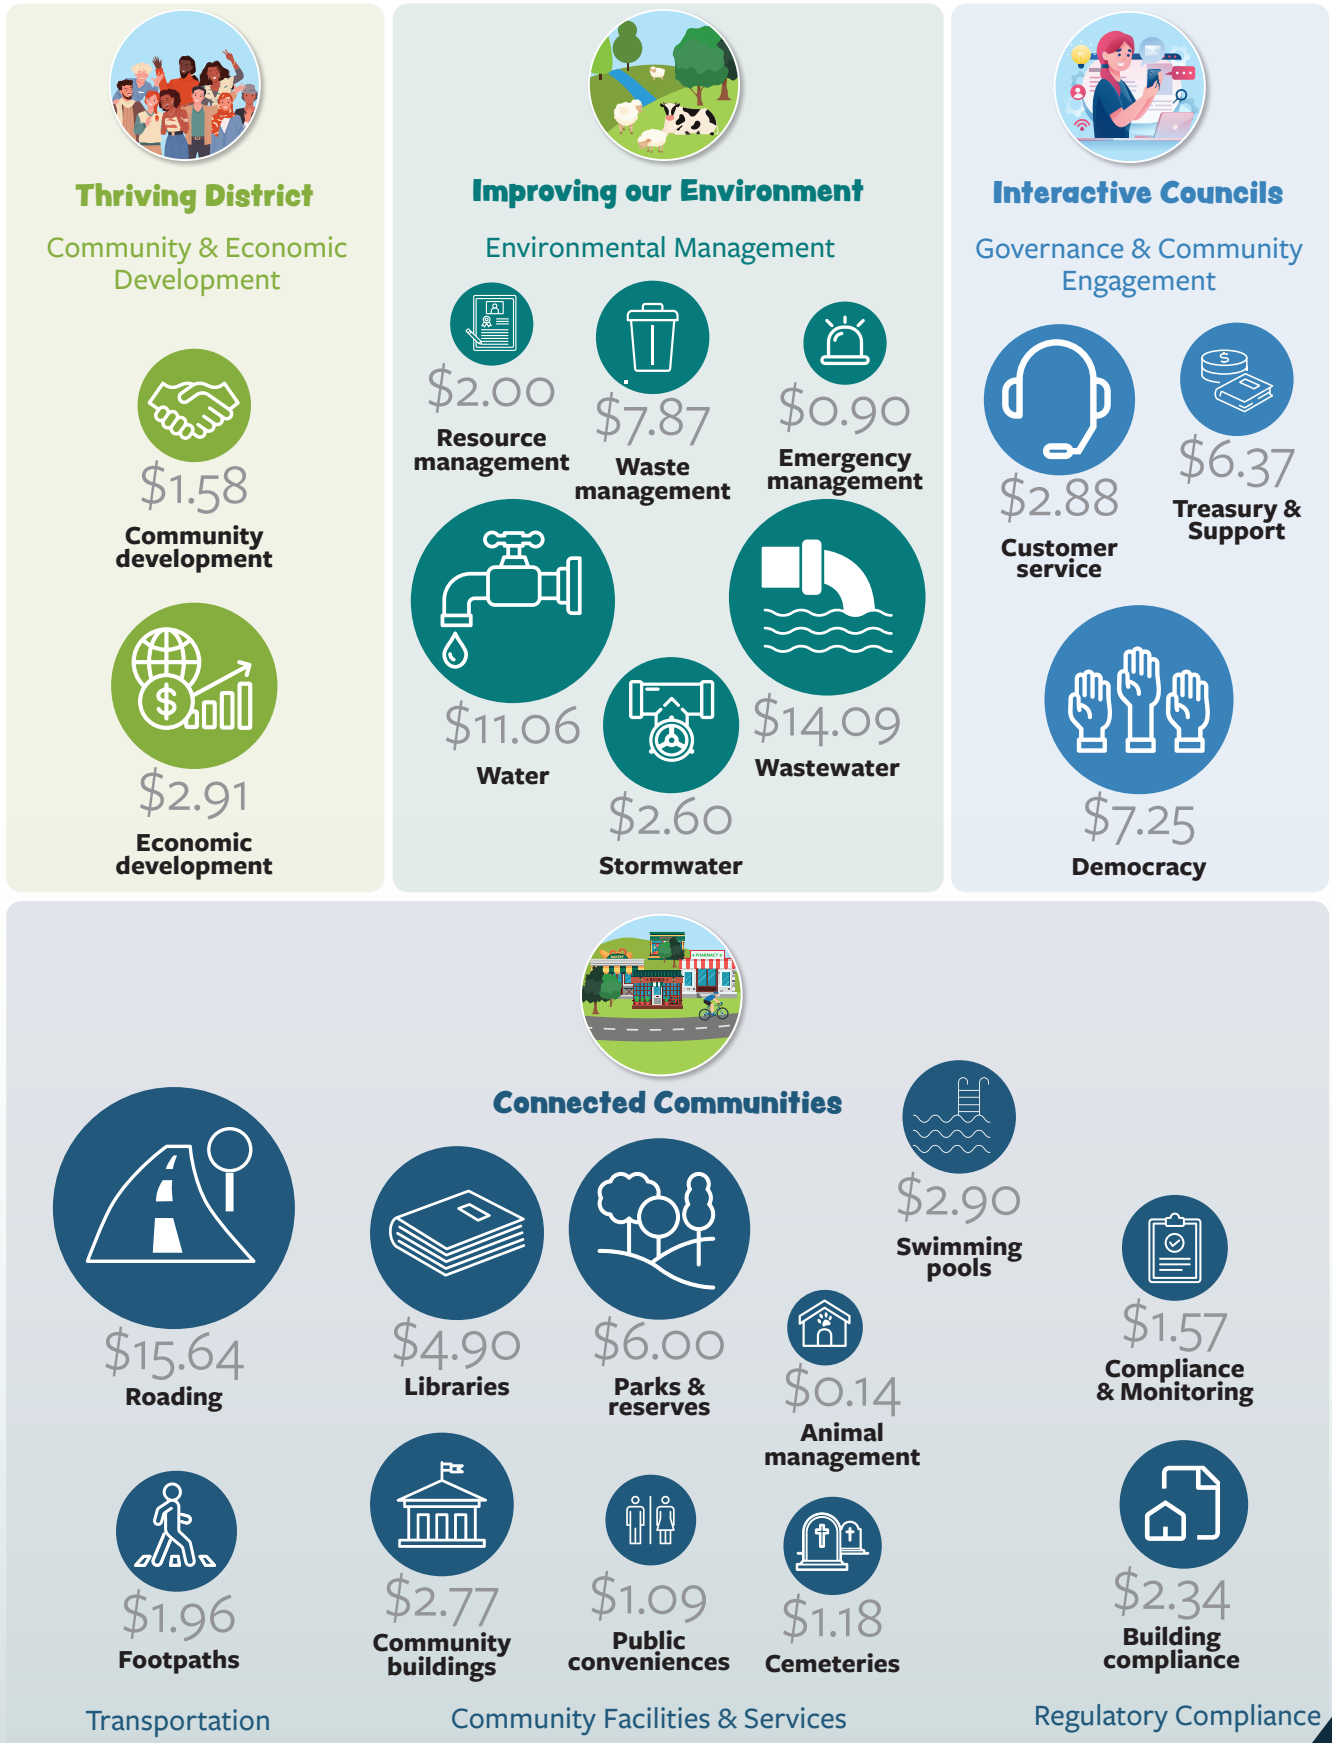 Thriving District
Community & Economic
Development
$1.58
Community
development
$2.91
Economic
development
Improving our Environment
Environmental Management
$2.00
Resource
management
$7.87
Waste
management
$0.90
Emergency
management
$11.06
Water
$2.60
Stormwater
$14.09
Wastewater
Interactive Councils
Governance & Community
Engagement
$2.88
Customer
service
$6.37
Treasury &
Support
$7.25
Democracy
BAKERY
+ PHARMACY +
Connected Communities
$15.64
Roading
$4.90
Libraries
$6.00
Parks &
reserves
$2.90
Swimming
pools
$0.14
Animal
management
$1.57
Compliance
& Monitoring
$1.96
Footpaths
$2.77
Community
buildings
$1.09
Public
conveniences
$1.18
Cemeteries
$2.34
Building
compliance
Transportation
Community Facilities & Services
Regulatory Compliance